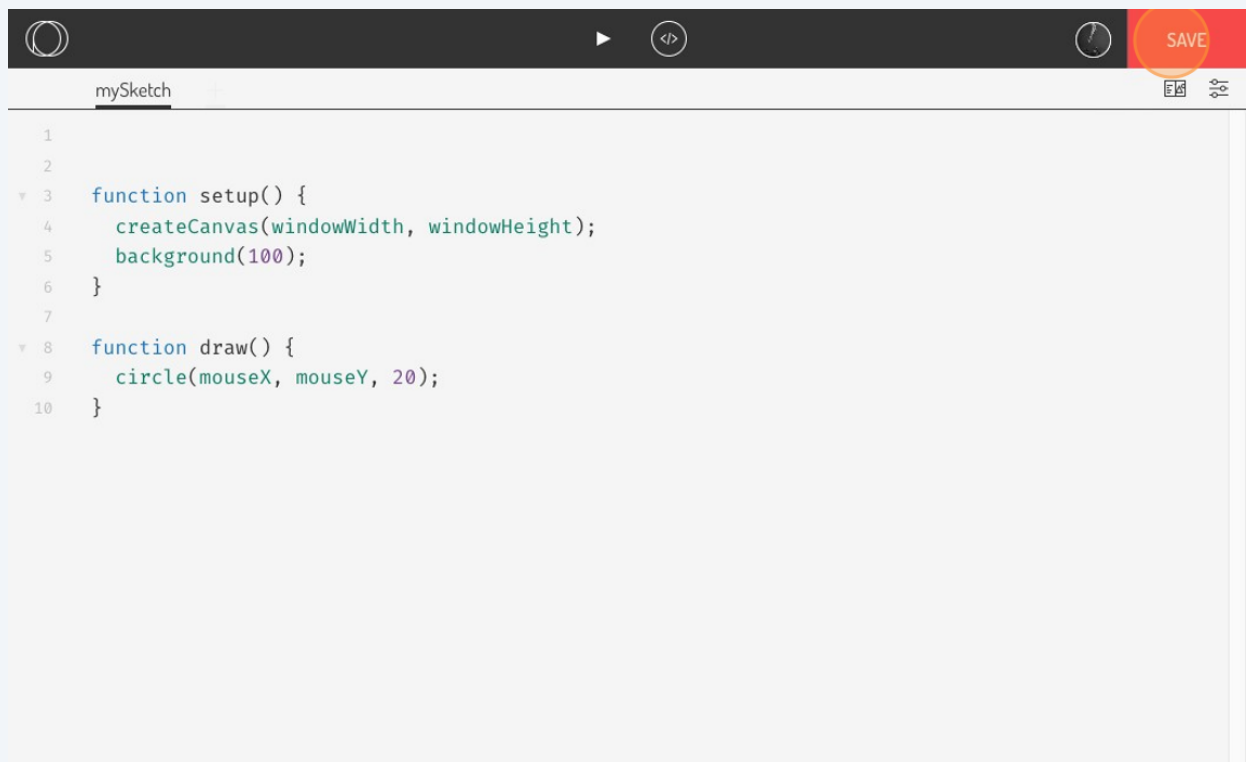 </>
SAVE
mySketch
1
2
3 function setup() {
4 createCanvas(windowWidth, windowHeight);
5 background(100);
6 }
7
8 function draw() {
9 circle(mouseX, mouseY, 20);
10 }